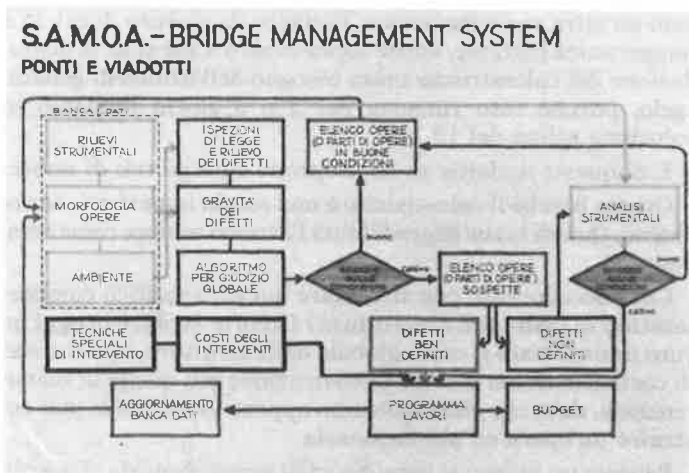 S.A.M.O.A.-BRIDGE MANAGEMENT SYSTEM
PONTI E VIADOTTI
BANCA DATI
RILIEVI
STRUMENTALI
MORFOLOGIA
OPERE
AMBIENTE
ISPEZIONI
DI LEGGE
E RILIEVO
DEI DIFETTI
GRAVITA'
DEI
DIFETTI
ALGORITMO
PER GIUDIZIO
GLOBALE
ELENCO OPERE
(O PARTI DI OPERE)
IN BUONE
CONDIZIONI
ELENCO OPERE
(O PARTI DI OPERE)
SOSPETTE
ANALISI
STRUMENTALI
TECNICHE
SPECIALI
DI INTERVENTO
COSTI DEGLI
INTERVENTI
DIFETTI
BEN
DEFINITI
DIFETTI
NON
DEFINITI
AGGIORNAMENTO
BANCA DATI
PROGRAMMA
LAVORI
BUDGET